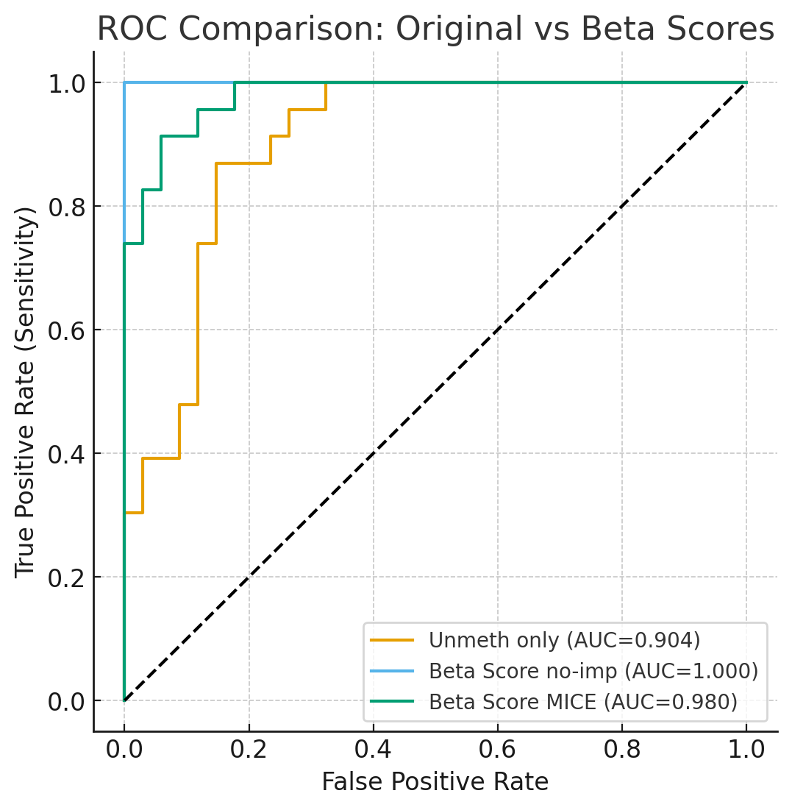 ROC Comparison: Original vs Beta Scores
True Positive Rate (Sensitivity)
1.0
0.8
0.6
0.4
0.2
0.0
Unmeth only (AUC=0.904)
Beta Score no-imp (AUC=1.000)
Beta Score MICE (AUC=0.980)
0.0 0.2 0.4 0.6 0.8 1.0
False Positive Rate